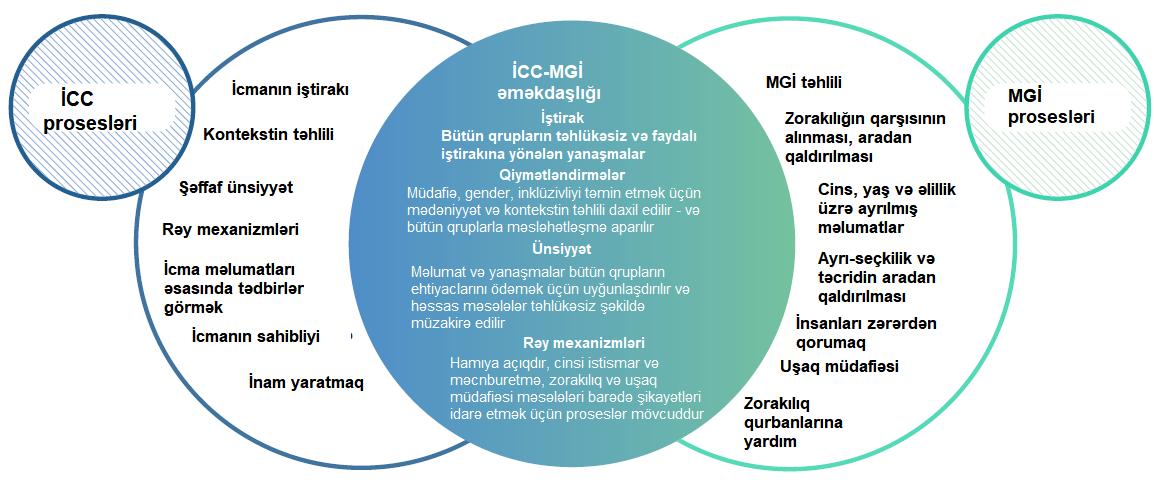 İCC
prosesləri
İcmanın iştirakı
Kontekstin təhlili
Şəffaf ünsiyyət
Rəy mexanizmləri
İcma məlumatları
əsasında tədbirlər
görmək
İcmanın sahibliyi
İnam yaratmaq
İCC-MGİ
əməkdaşlığı
İştirak
Bütün qrupların təhlükəsiz və faydalı
iştirakına yönələn yanaşmalar
Qiymətləndirmələr
Müdafiə, gender, inklüzivliyi təmin etmək üçün
mədəniyyət və kontekstin təhlili daxil edilir - və
bütün qruplarla məsləhətləşmə aparılır
Ünsiyyət
Məlumat və yanaşmalar bütün qrupların
ehtiyaclarını ödəmək üçün uyğunlaşdırılır və
həssas məsələlər təhlükəsiz şəkildə
müzakirə edilir
Rəy mexanizmləri
Hamıya açıqdır, cinsi istismar və
məcnburetmə, zorakılıq və uşaq
müdafiəsi məsələləri barədə şikayətləri
idarə etmək üçün proseslər mövcuddur
MGİ təhlili
Zorakılığın qarşısının
alınması, aradan
qaldırılması
Cins, yaş və əlillik
üzrə ayrılmış
məlumatlar
Ayrı-seçkilik və
təcridin aradan
qaldırılması
İnsanları zərərdən
qorumaq
Uşaq müdafiəsi
Zorakılıq
qurbanlarına
yardım
MGİ
prosesləri